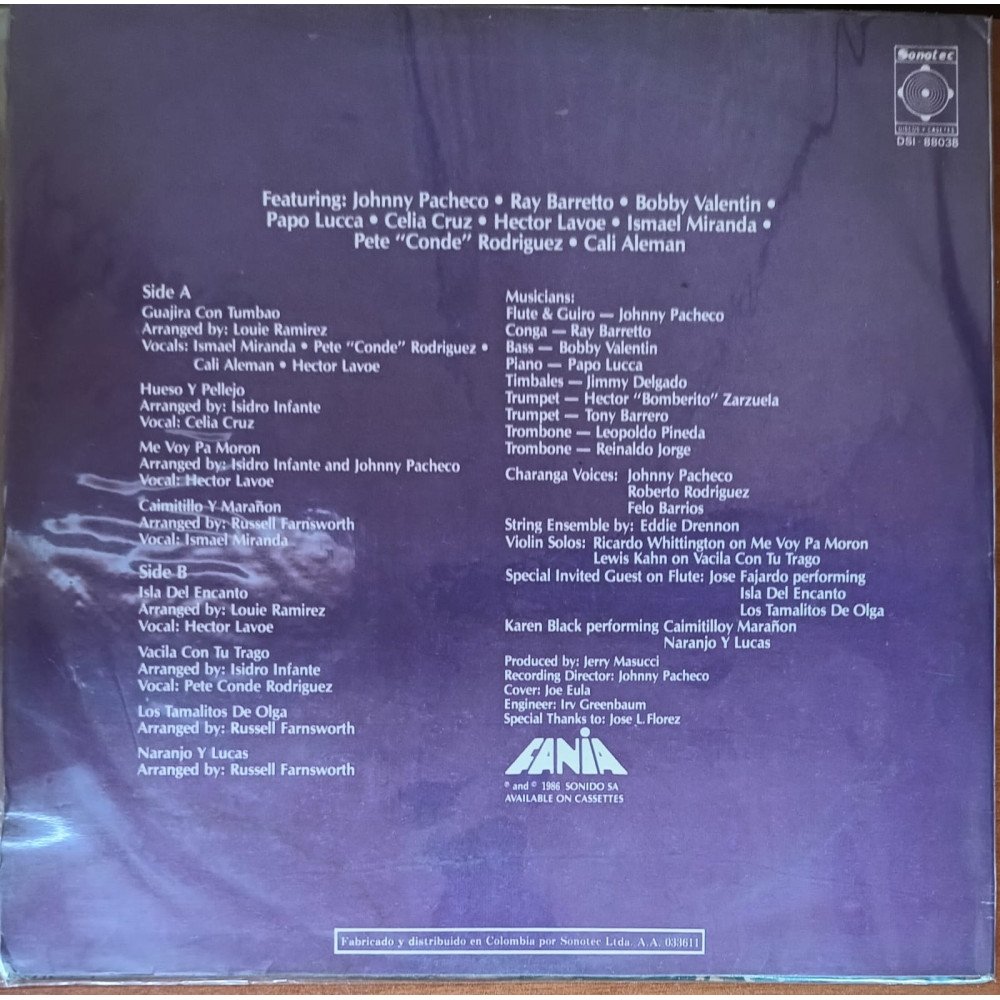 Sonotec
DISCOS Y CASETES
DSI - 88038
Featuring: Johnny Pacheco • Ray Barretto • Bobby Valentin •
Papo Lucca • Celia Cruz • Hector Lavoe • Ismael Miranda •
Pete "Conde" Rodriguez • Cali Aleman
Side A
Guajira Con Tumbao
Arranged by: Louie Ramirez
Vocals: Ismael Miranda • Pete "Conde" Rodriguez •
Cali Aleman • Hector Lavoe
Hueso Y Pellejo
Arranged by: Isidro Infante
Vocal: Celia Cruz
Me Voy Pa Moron
Arranged by: Isidro Infante and Johnny Pacheco
Vocal: Hector Lavoe
Caimitillo Y Marañon
Arranged by: Russell Farnsworth
Vocal: Ismael Miranda
Side B
Isla Del Encanto
Arranged by: Louie Ramirez
Vocal: Hector Lavoe
Vacila Con Tu Trago
Arranged by: Isidro Infante
Vocal: Pete Conde Rodriguez
Los Tamalitos De Olga
Arranged by: Russell Farnsworth
Naranjo Y Lucas
Arranged by: Russell Farnsworth
Musicians:
Flute & Guiro — Johnny Pacheco
Conga — Ray Barretto
Bass — Bobby Valentin
Piano — Papo Lucca
Timbales — Jimmy Delgado
Trumpet — Hector "Bomberito" Zarzuela
Trumpet — Tony Barrero
Trombone — Leopoldo Pineda
Trombone — Reinaldo Jorge
Charanga Voices: Johnny Pacheco
Roberto Rodriguez
Felo Barrios
String Ensemble by: Eddie Drennon
Violin Solos: Ricardo Whittington on Me Voy Pa Moron
Lewis Kahn on Vacila Con Tu Trago
Special Invited Guest on Flute: Jose Fajardo performing
Isla Del Encanto
Los Tamalitos De Olga
Karen Black performing Caimitilloy Marañon
Naranjo Y Lucas
Produced by: Jerry Masucci
Recording Director: Johnny Pacheco
Cover: Joe Eula
Engineer: Irv Greenbaum
Special Thanks to: Jose L. Florez
FANIA
℗ and © 1986 SONIDO SA
AVAILABLE ON CASSETTES
Fabricado y distribuido en Colombia por Sonotec Ltda. A.A. 033611